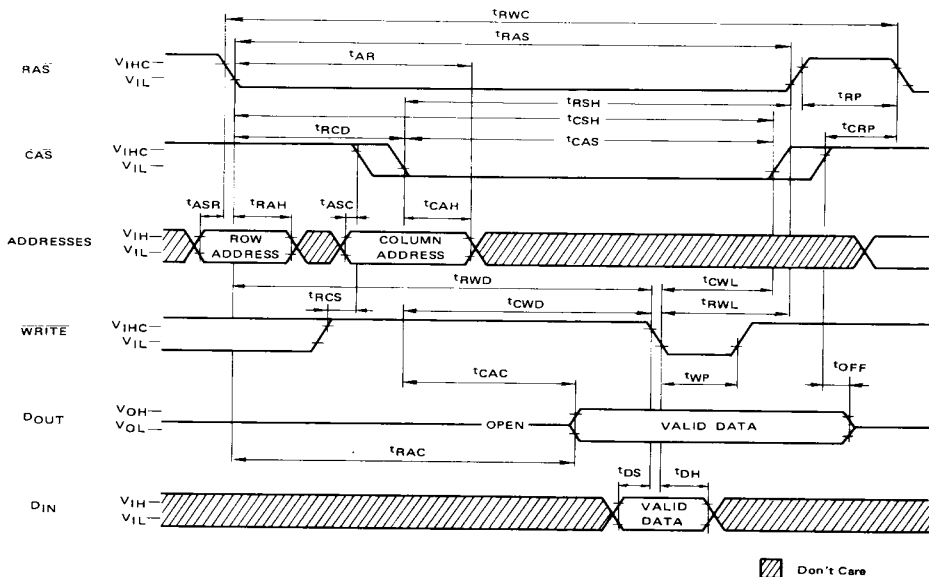 tRWC
tRAS
tAR
RAS
VIHC
VIL
tRP
tRSH
tCSH
tRCD
tCAS
tCRP
CAS
VIHC
VIL
tASR
tRAH
tASC
tCAH
ADDRESSES
VIH
VIL
ROW
ADDRESS
COLUMN
ADDRESS
tRWD
tCWL
tRCS
tCWD
tRWL
WRITE
VIHC
VIL
tWP
tOFF
tCAC
DOUT
VOH
VOL
OPEN
VALID DATA
tRAC
tDS
tDH
DIN
VIH
VIL
VALID
DATA
Don't Care